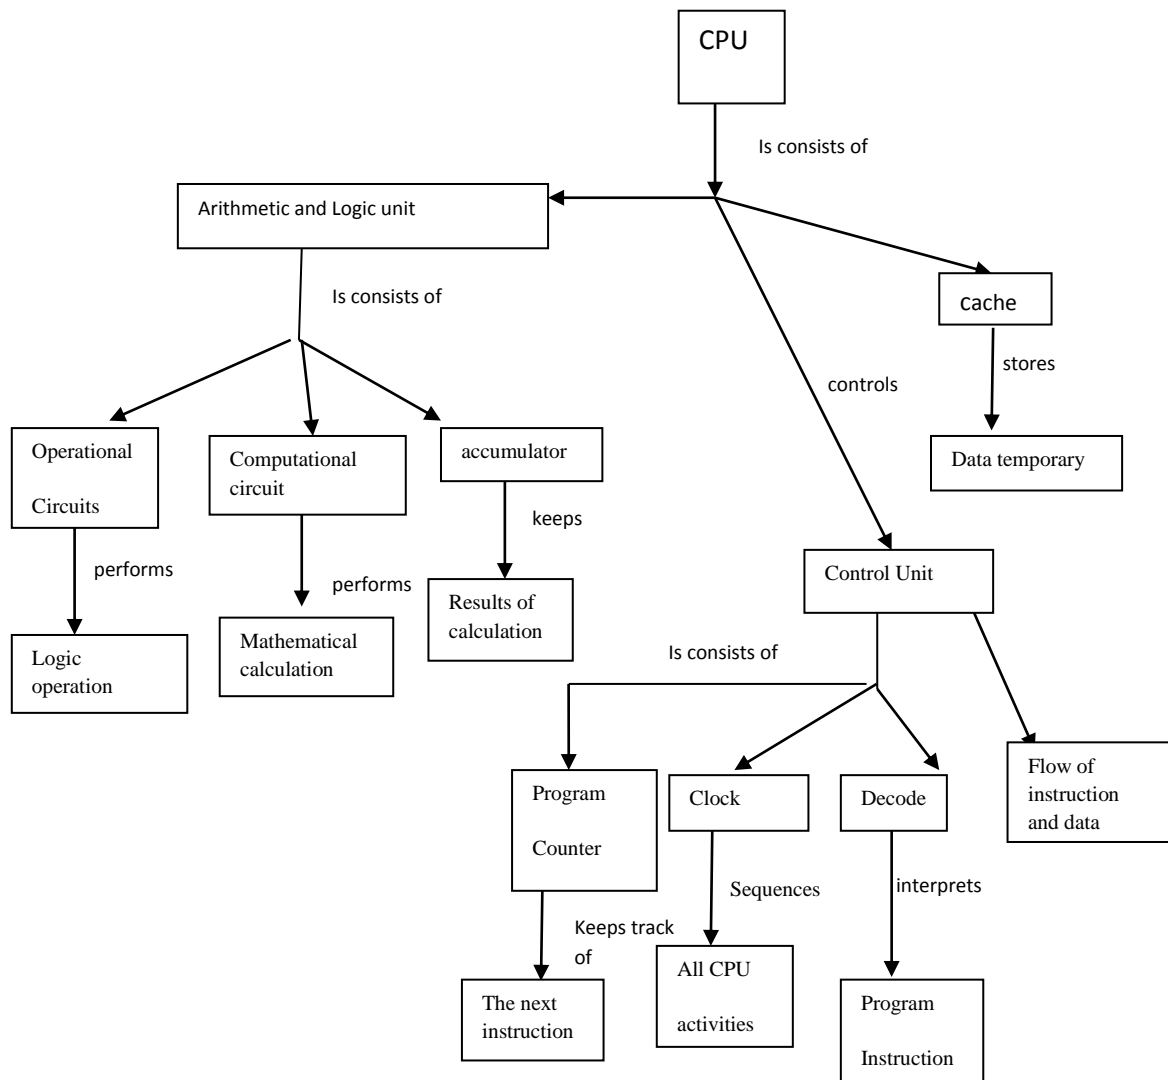 CPU
Is consists of
Arithmetic and Logic unit
Is consists of
cache
stores
controls
Operational
Circuits
Computational
circuit
accumulator
Data temporary
keeps
performs
performs
Control Unit
Results of
calculation
Logic
operation
Mathematical
calculation
Is consists of
Program
Counter
Clock
Decode
Flow of
instruction
and data
Sequences
interprets
Keeps track
of
The next
instruction
All CPU
activities
Program
Instruction